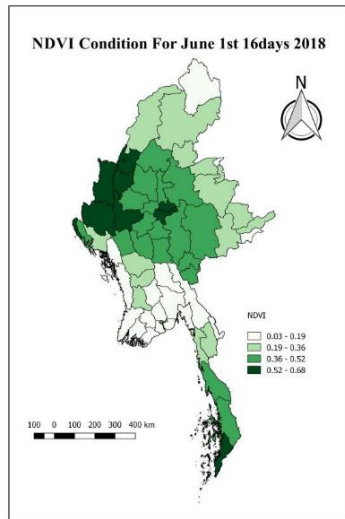 NDVI Condition For June 1st 16days 2018
N
NDVI
0.03 - 0.19
0.19 - 0.36
0.36 - 0.52
0.52 - 0.68
100 0 100 200 300 400 km